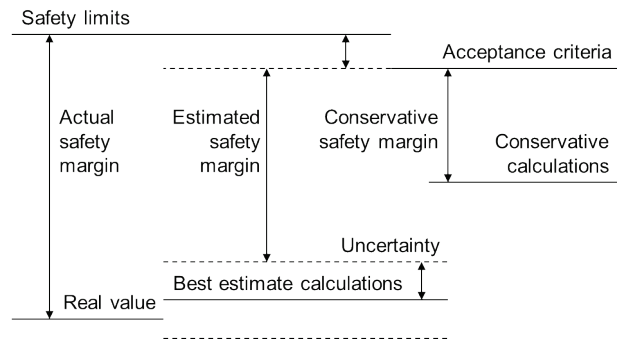 Safety limits
Acceptance criteria
Actual
safety
margin
Estimated
safety
margin
Conservative
safety margin
Conservative
calculations
Uncertainty
Best estimate calculations
Real value